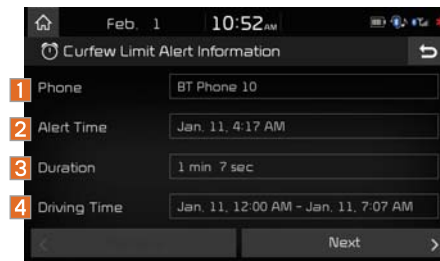 Feb. 1 10:52 AM
Curfew Limit Alert Information
1 Phone BT Phone 10
2 Alert Time Jan. 11, 4:17 AM
3 Duration 1 min 7 sec
4 Driving Time Jan. 11, 12:00 AM - Jan. 11, 7:07 AM
Next